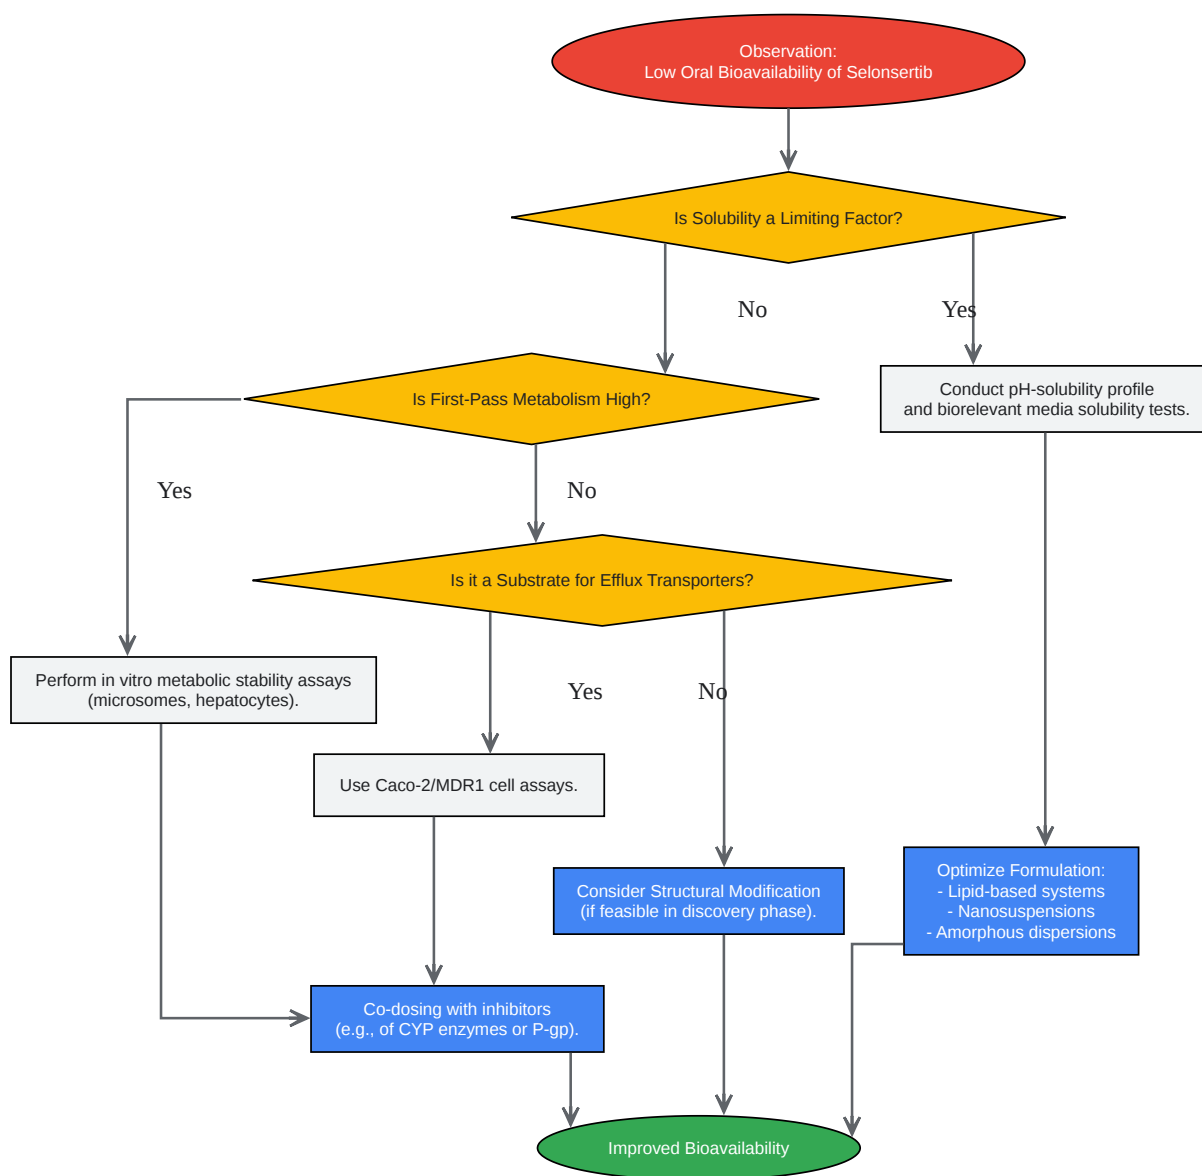 Observation:
Low Oral Bioavailability of Selonsertib
Is Solubility a Limiting Factor?
No
Yes
Is First-Pass Metabolism High?
Conduct pH-solubility profile
and biorelevant media solubility tests.
Yes
No
Is it a Substrate for Efflux Transporters?
Perform in vitro metabolic stability assays
(microsomes, hepatocytes).
Yes
No
Use Caco-2/MDR1 cell assays.
Consider Structural Modification
(if feasible in discovery phase).
Optimize Formulation:
- Lipid-based systems
- Nanosuspensions
- Amorphous dispersions
Co-dosing with inhibitors
(e.g., of CYP enzymes or P-gp).
Improved Bioavailability